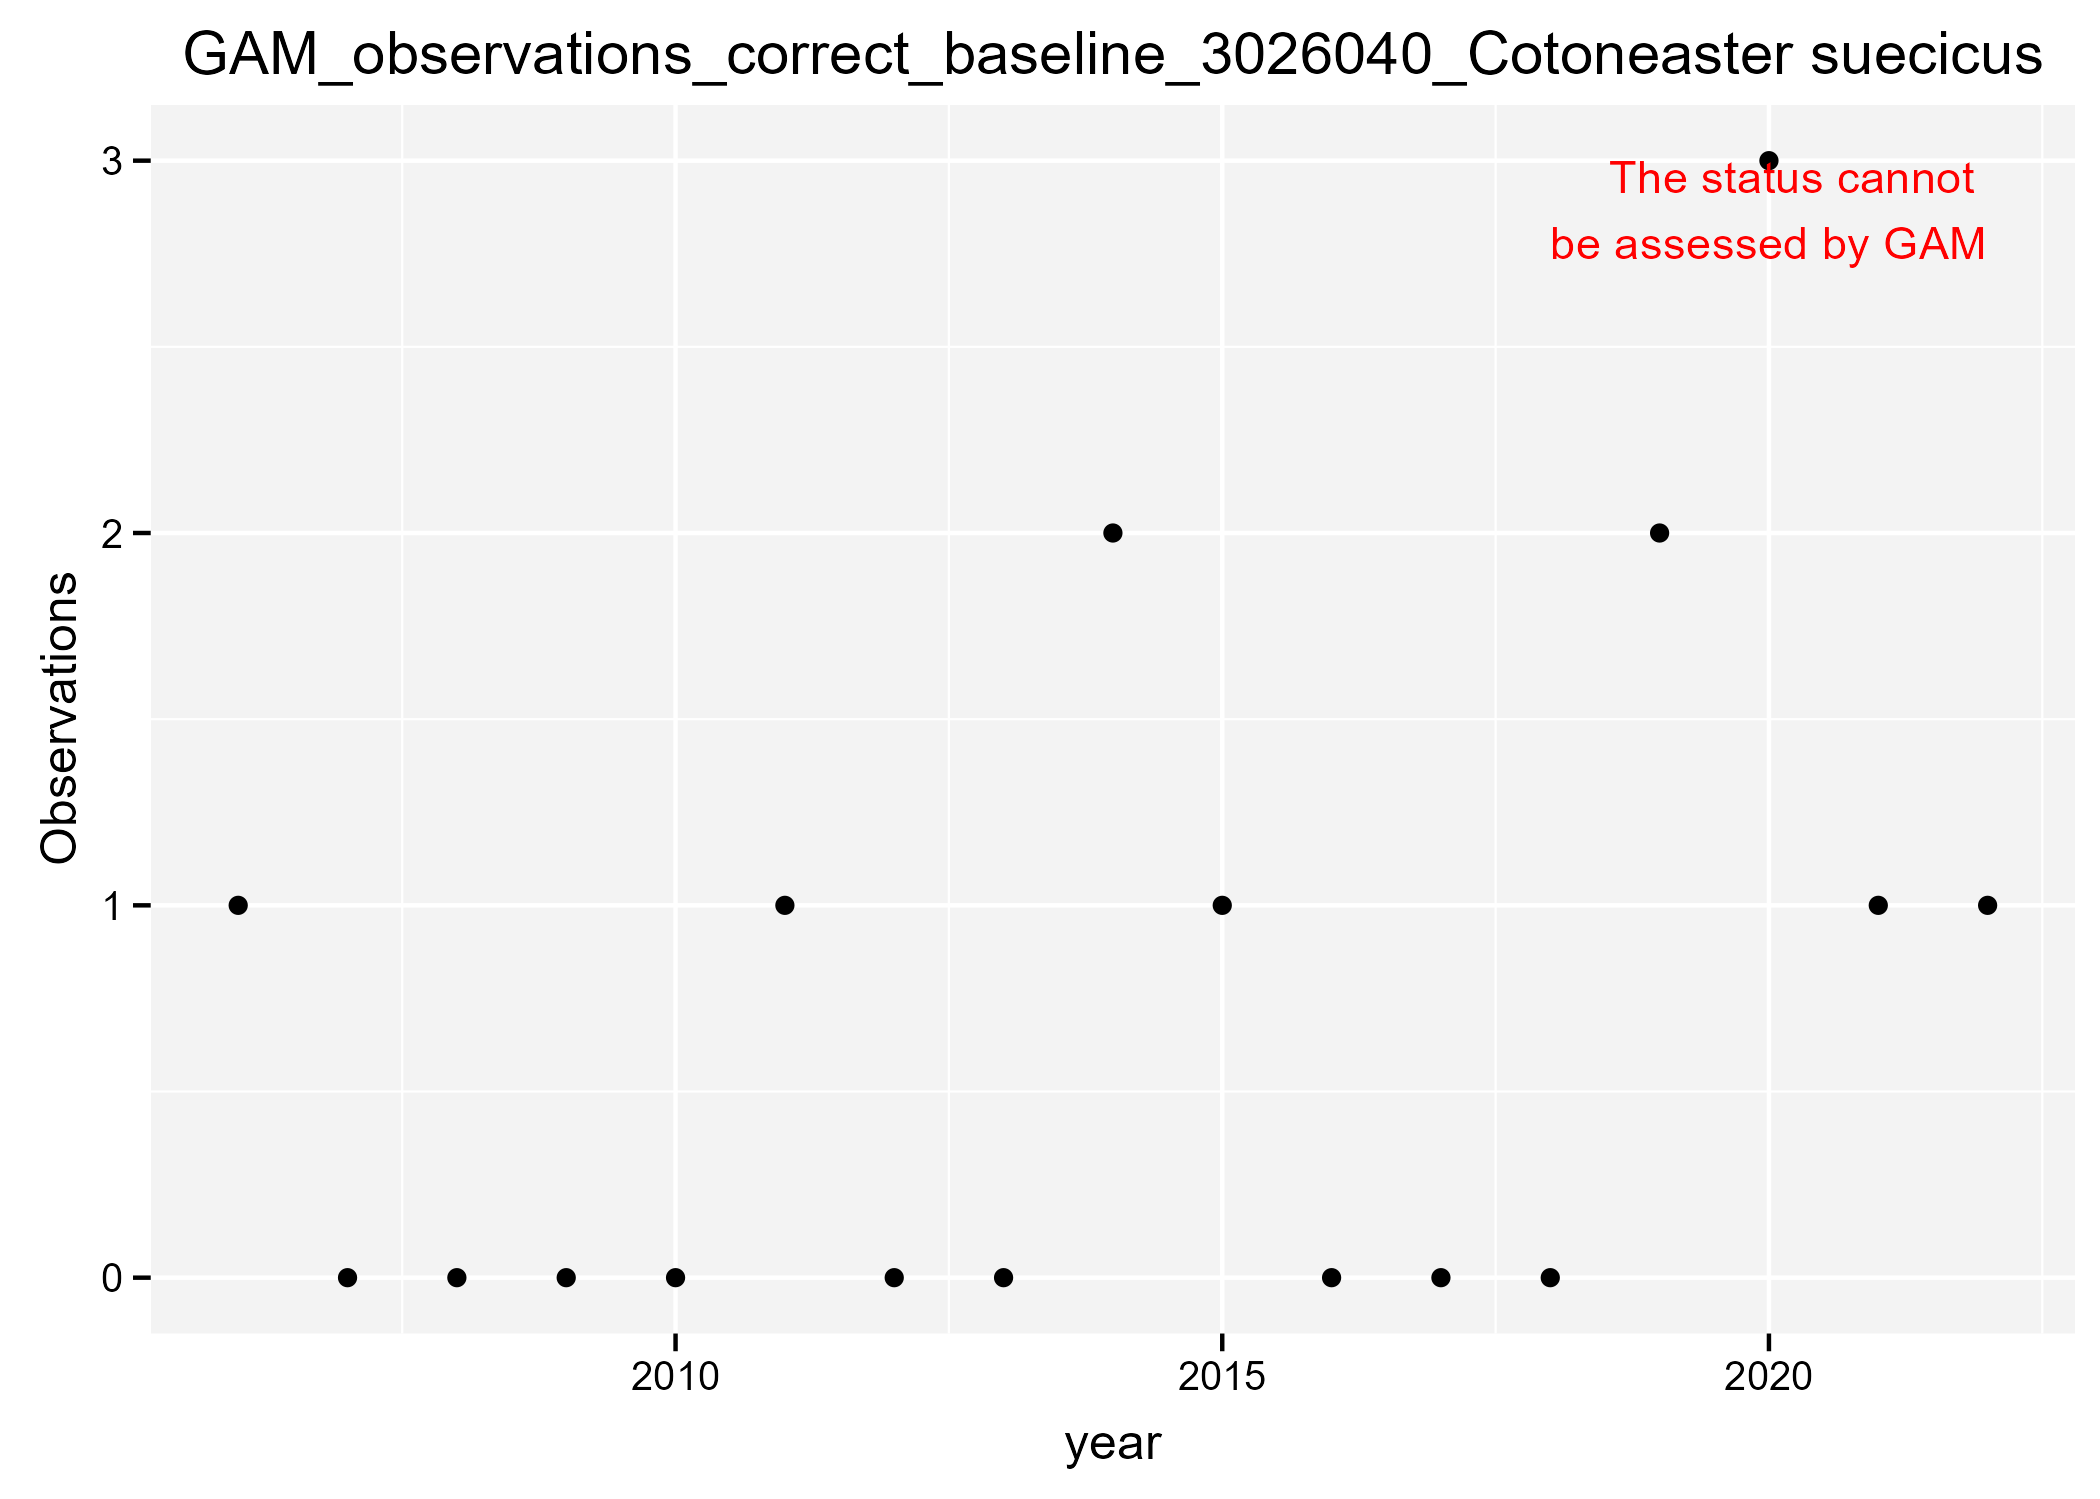 GAM_observations_correct_baseline_3026040_Cotoneaster suecicus
3
The status cannot
be assessed by GAM
2
Observations
1
0
2010 2015 2020
year